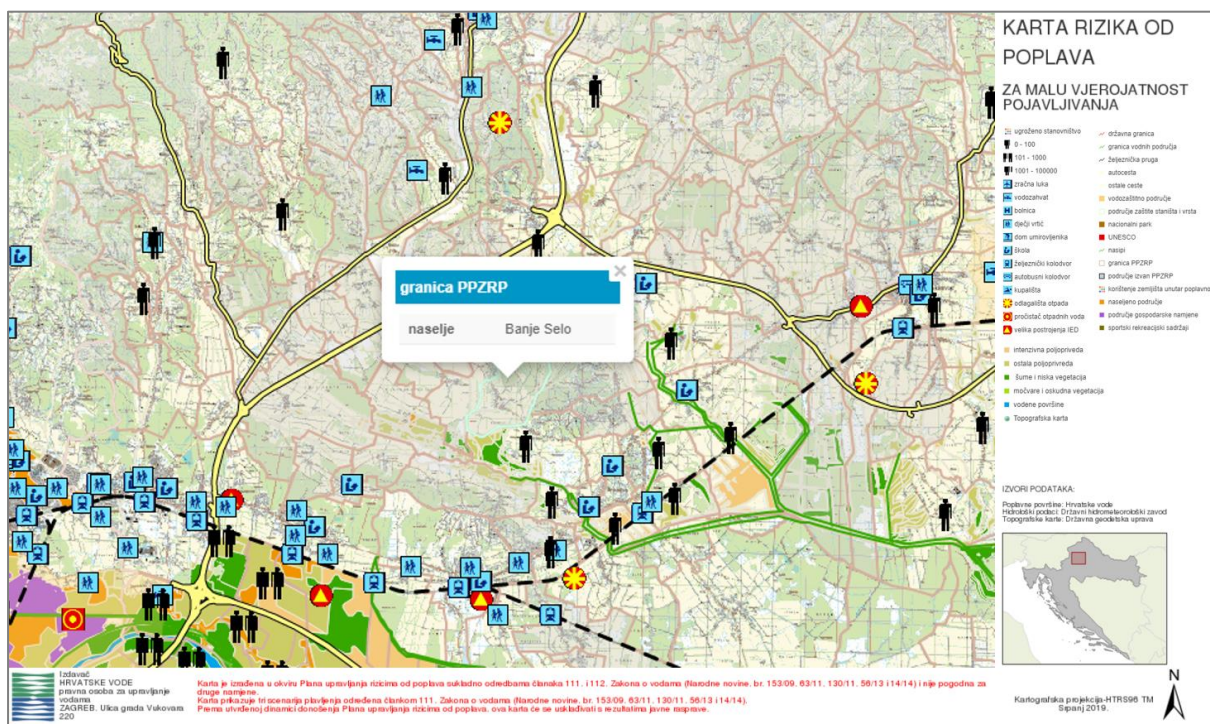 KARTA RIZIKA OD
POPLAVA
ZA MALU VJEROJATNOST
POJAVLJIVANJA
ugroženo stanovništvo
0 - 100
101 - 1000
1001 - 100000
zračna luka
vodozahvat
bolnica
dječji vrtić
dom umirovljenika
škola
željeznički kolodvor
autobusni kolodvor
kupališta
odlagališta otpada
pročistač otpadnih voda
velika postrojenja IED
intenzivna poljoprivreda
ostala poljoprivreda
šume i niska vegetacija
močvare i oskudna vegetacija
vodene površine
Topografska karta
državna granica
granica vodnih područja
željeznička pruga
autocesta
ostale ceste
vodozaštitno područje
područje zaštite staništa i vrsta
nacionalni park
UNESCO
nasipi
granica PPZRP
područje izvan PPZRP
korištenje zemljišta unutar poplavno
naseljeno područje
područje gospodarske namjene
sportski rekreacijski sadržaji
granica PPZRP
×
naselje Banje Selo
IZVORI PODATAKA:
Poplavne površine: Hrvatske vode
Hidrološki podaci: Državni hidrometeorološki zavod
Topografske karte: Državna geodetska uprava
N
Kartografska projekcija-HTRS96 TM
Srpanj 2019.
Izdavač
HRVATSKE VODE
pravna osoba za upravljanje
vodama
ZAGREB, Ulica grada Vukovara
220
Karta je izrađena u okviru Plana upravljanja rizicima od poplava sukladno odredbama članaka 111. i 112. Zakona o vodama (Narodne novine, br. 153/09, 63/11, 130/11, 56/13 i 14/14) i nije pogodna za
druge namjene.
Karta prikazuje tri scenarija plavljenja određena člankom 111. Zakona o vodama (Narodne novine, br. 153/09, 63/11, 130/11, 56/13 i 14/14).
Prema utvrđenoj dinamici donošenja Plana upravljanja rizicima od poplava, ova karta će se usklađivati s rezultatima javne rasprave.